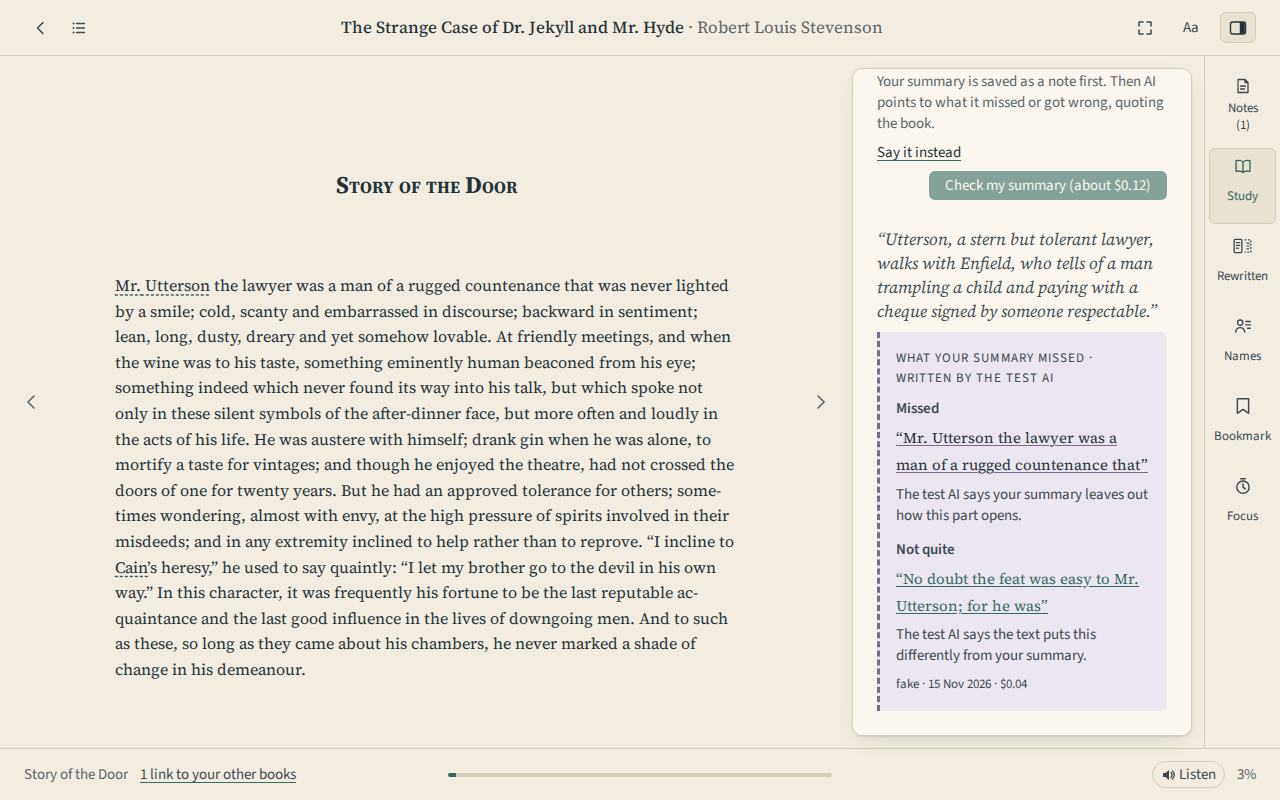 The Strange Case of Dr. Jekyll and Mr. Hyde · Robert Louis Stevenson
Aa
Story of the Door
Mr. Utterson the lawyer was a man of a rugged countenance that was never lighted
by a smile; cold, scanty and embarrassed in discourse; backward in sentiment;
lean, long, dusty, dreary and yet somehow lovable. At friendly meetings, and when
the wine was to his taste, something eminently human beaconed from his eye;
something indeed which never found its way into his talk, but which spoke not
only in these silent symbols of the after-dinner face, but more often and loudly in
the acts of his life. He was austere with himself; drank gin when he was alone, to
mortify a taste for vintages; and though he enjoyed the theatre, had not crossed the
doors of one for twenty years. But he had an approved tolerance for others; some-
times wondering, almost with envy, at the high pressure of spirits involved in their
misdeeds; and in any extremity inclined to help rather than to reprove. “I incline to
Cain’s heresy,” he used to say quaintly: “I let my brother go to the devil in his own
way.” In this character, it was frequently his fortune to be the last reputable ac-
quaintance and the last good influence in the lives of downgoing men. And to such
as these, so long as they came about his chambers, he never marked a shade of
change in his demeanour.
Your summary is saved as a note first. Then AI
points to what it missed or got wrong, quoting
the book.
Say it instead
Check my summary (about $0.12)
“Utterson, a stern but tolerant lawyer,
walks with Enfield, who tells of a man
trampling a child and paying with a
cheque signed by someone respectable.”
WHAT YOUR SUMMARY MISSED ·
WRITTEN BY THE TEST AI
Missed
“Mr. Utterson the lawyer was a
man of a rugged countenance that”
The test AI says your summary leaves out
how this part opens.
Not quite
“No doubt the feat was easy to Mr.
Utterson; for he was”
The test AI says the text puts this
differently from your summary.
fake · 15 Nov 2026 · $0.04
Notes
(1)
Study
Rewritten
Names
Bookmark
Focus
Story of the Door
1 link to your other books
Listen
3%